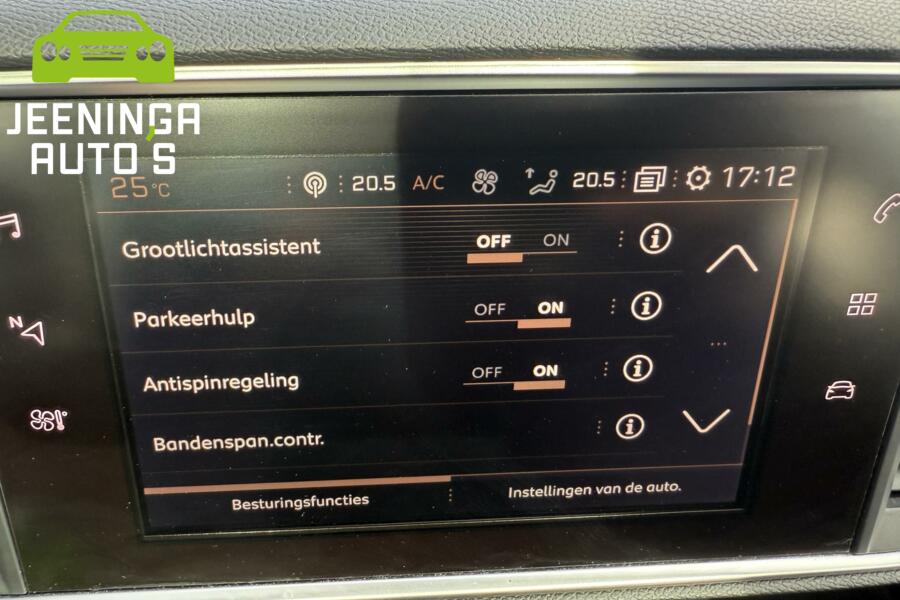 JEENINGA
AUTO'S
25°C 20.5 A/C 20.5 17:12
Grootlichtassistent OFF ON i
Parkeerhulp OFF ON i
Antispinregeling OFF ON i
Bandenspan.contr. i
Besturingsfuncties Instellingen van de auto.
N